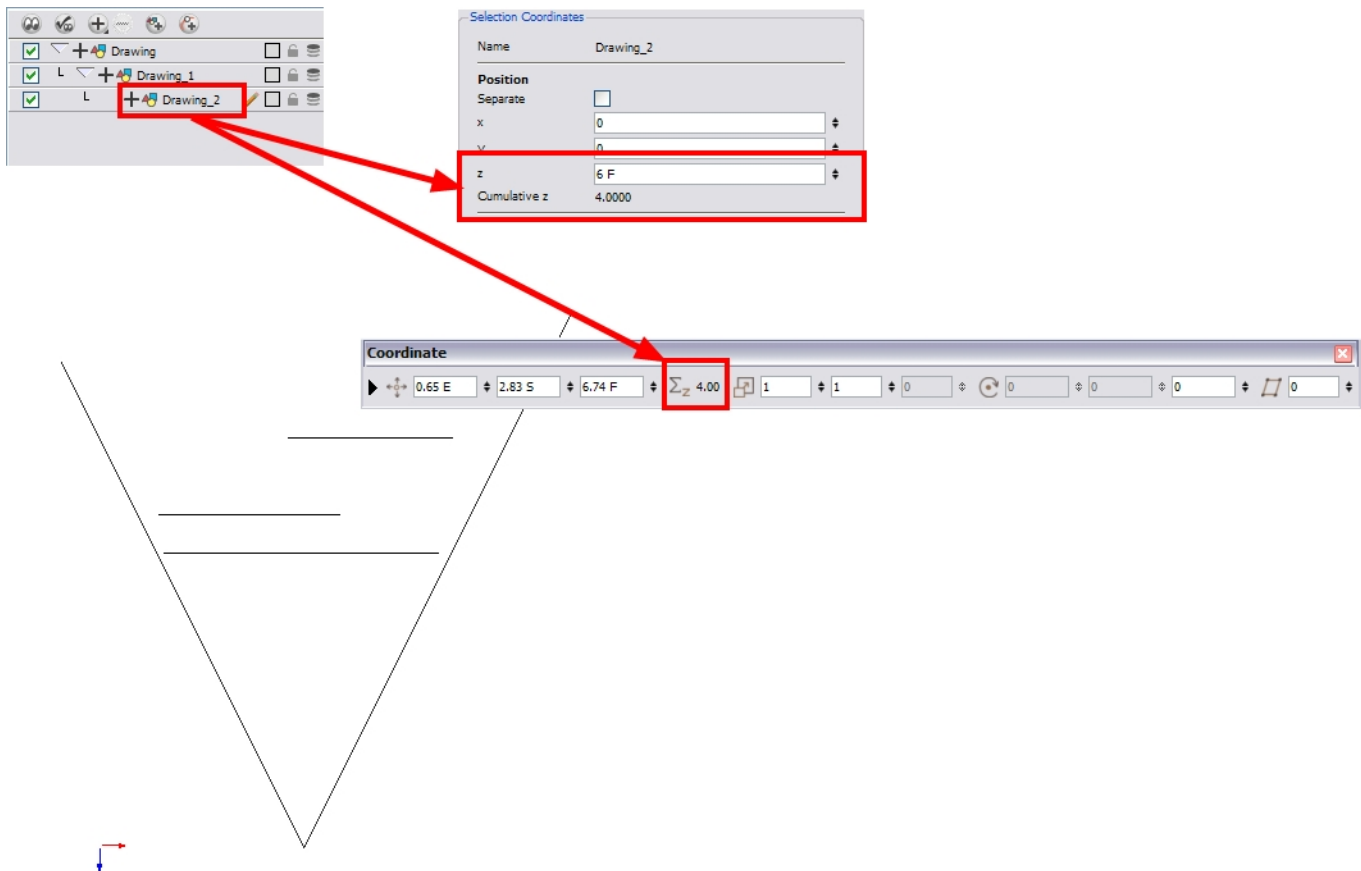 Drawing
Drawing_1
Drawing_2
Selection Coordinates
Name Drawing_2
Position
Separate
x 0
y 0
z 6 F
Cumulative z 4.0000
Coordinate
0.65 E 2.83 S 6.74 F Σz 4.00 1 1 0 0 0 0 0